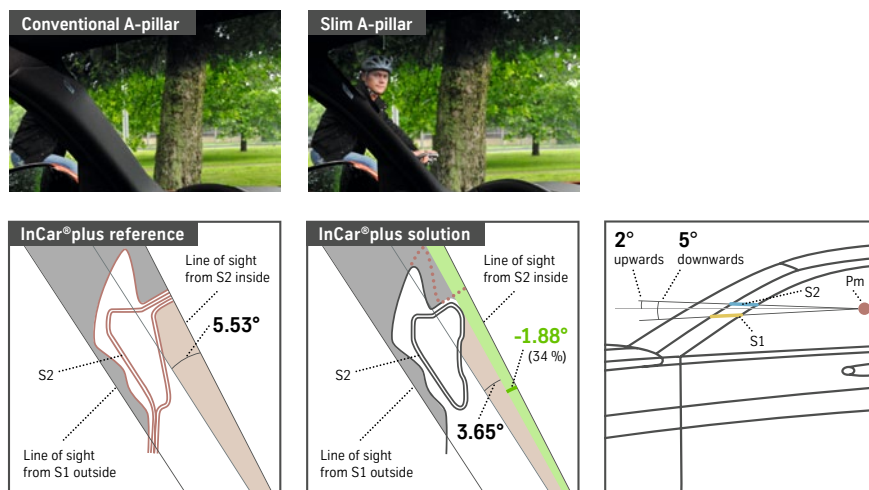 Conventional A-pillar
Slim A-pillar
InCar®plus reference
Line of sight
from S2 inside
5.53°
S2
Line of sight
from S1 outside
InCar®plus solution
Line of sight
from S2 inside
-1.88°
(34 %)
S2
3.65°
Line of sight
from S1 outside
2°
upwards
5°
downwards
S2
Pm
S1